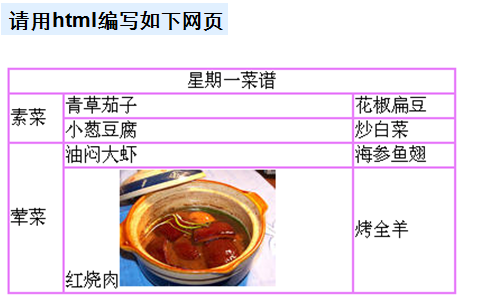 请用html编写如下网页
星期一菜谱
素菜 青草茄子 花椒扁豆
小葱豆腐 炒白菜
荤菜 油闷大虾 海参鱼翅
红烧肉 烤全羊